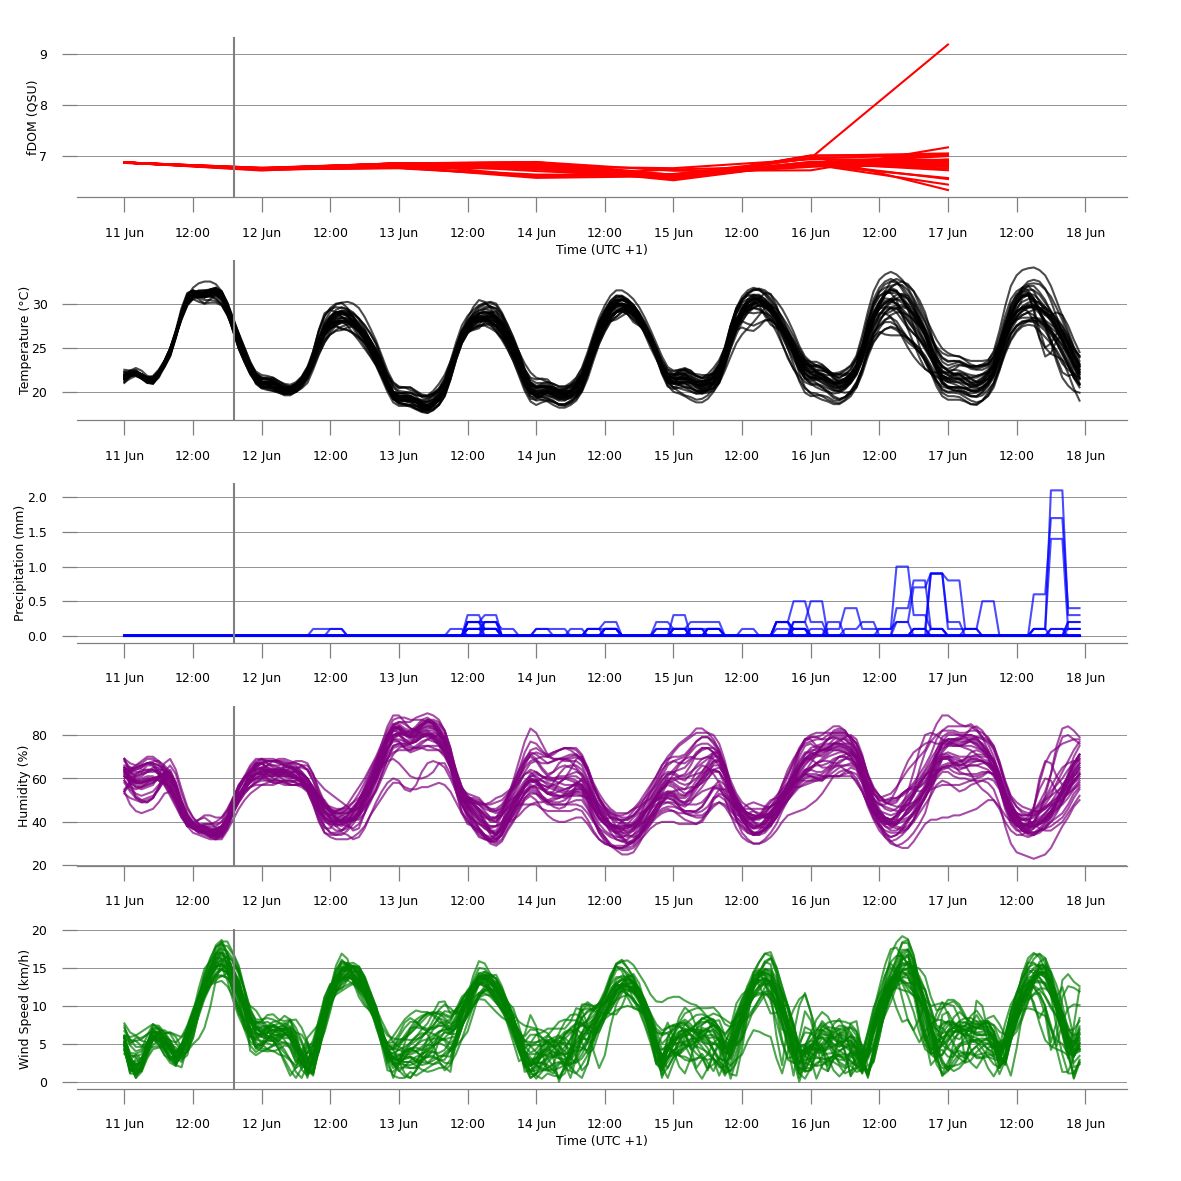 9
8
7
fDOM (QSU)
11 Jun 12:00 12 Jun 12:00 13 Jun 12:00 14 Jun 12:00 15 Jun 12:00 16 Jun 12:00 17 Jun 12:00 18 Jun
Time (UTC +1)
30
25
20
Temperature (°C)
11 Jun 12:00 12 Jun 12:00 13 Jun 12:00 14 Jun 12:00 15 Jun 12:00 16 Jun 12:00 17 Jun 12:00 18 Jun
2.0
1.5
1.0
0.5
0.0
Precipitation (mm)
11 Jun 12:00 12 Jun 12:00 13 Jun 12:00 14 Jun 12:00 15 Jun 12:00 16 Jun 12:00 17 Jun 12:00 18 Jun
80
60
40
20
Humidity (%)
11 Jun 12:00 12 Jun 12:00 13 Jun 12:00 14 Jun 12:00 15 Jun 12:00 16 Jun 12:00 17 Jun 12:00 18 Jun
20
15
10
5
0
Wind Speed (km/h)
11 Jun 12:00 12 Jun 12:00 13 Jun 12:00 14 Jun 12:00 15 Jun 12:00 16 Jun 12:00 17 Jun 12:00 18 Jun
Time (UTC +1)